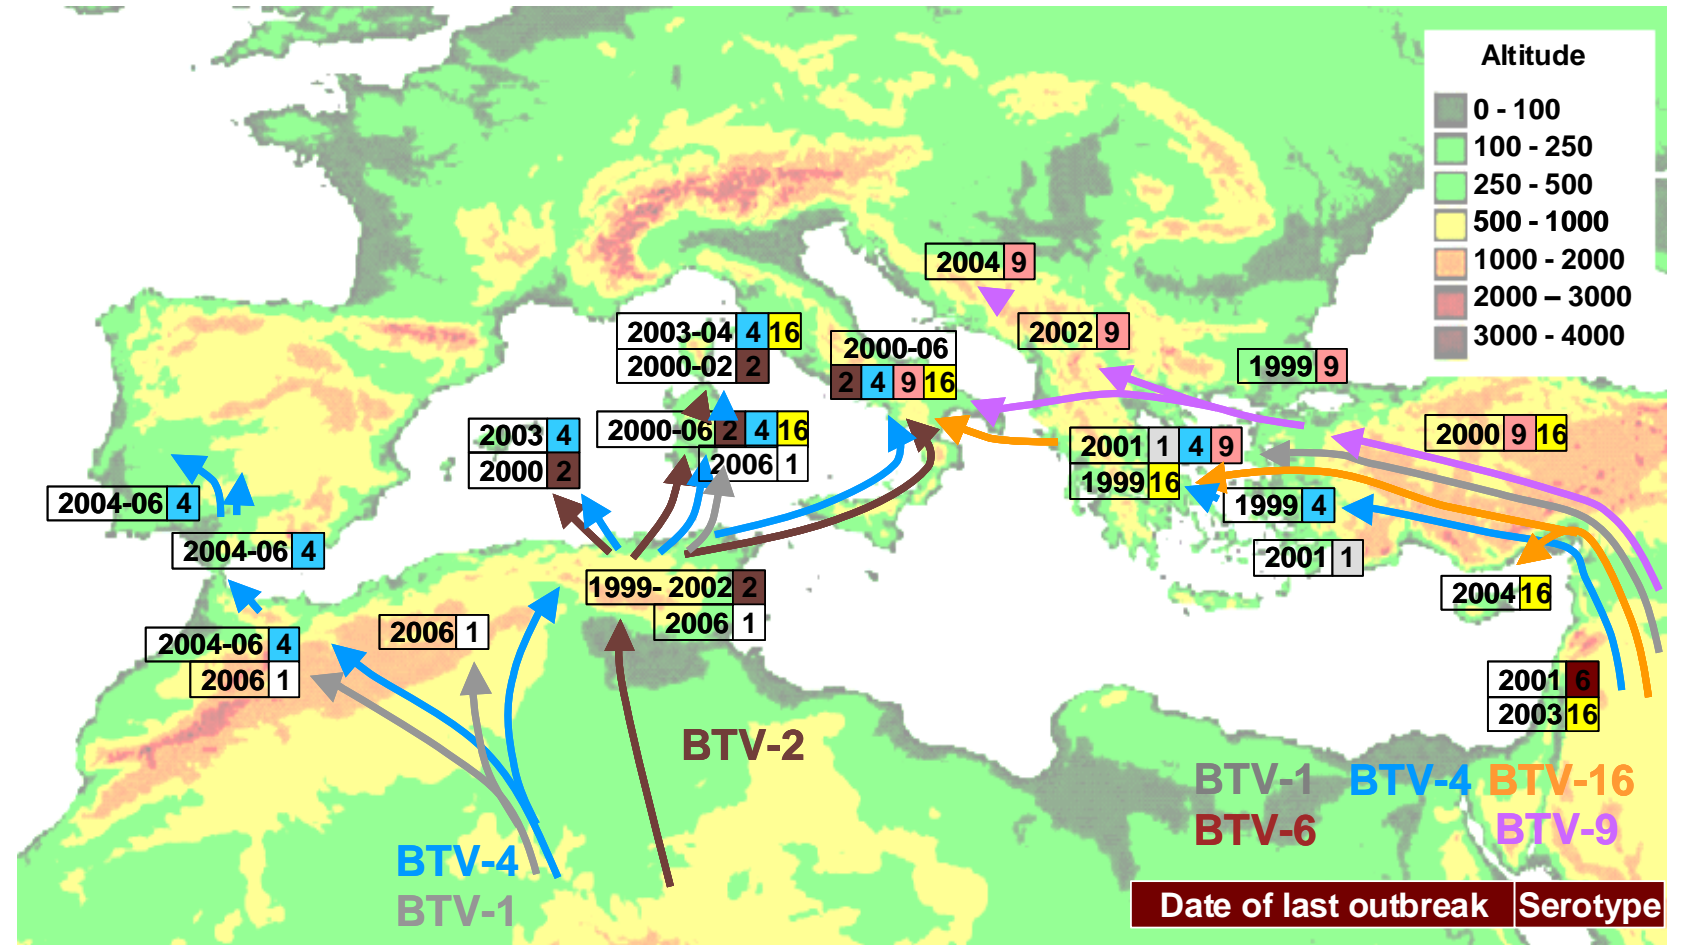 Altitude
0 - 100
100 - 250
250 - 500
500 - 1000
1000 - 2000
2000 – 3000
3000 - 4000
2004 9
2003-04 4 16
2000-02 2
2002 9
2000-06
2 4 9 16
1999 9
2003 4
2000 2
2000-06 2 4 16
2006 1
2001 1 4 9
1999 16
2000 9 16
2004-06 4
1999 4
2004-06 4
2001 1
1999- 2002 2
2006 1
2004 16
2004-06 4
2006 1
2006 1
2001 6
2003 16
BTV-2
BTV-1 BTV-4 BTV-16
BTV-6 BTV-9
BTV-4
BTV-1
Date of last outbreak Serotype